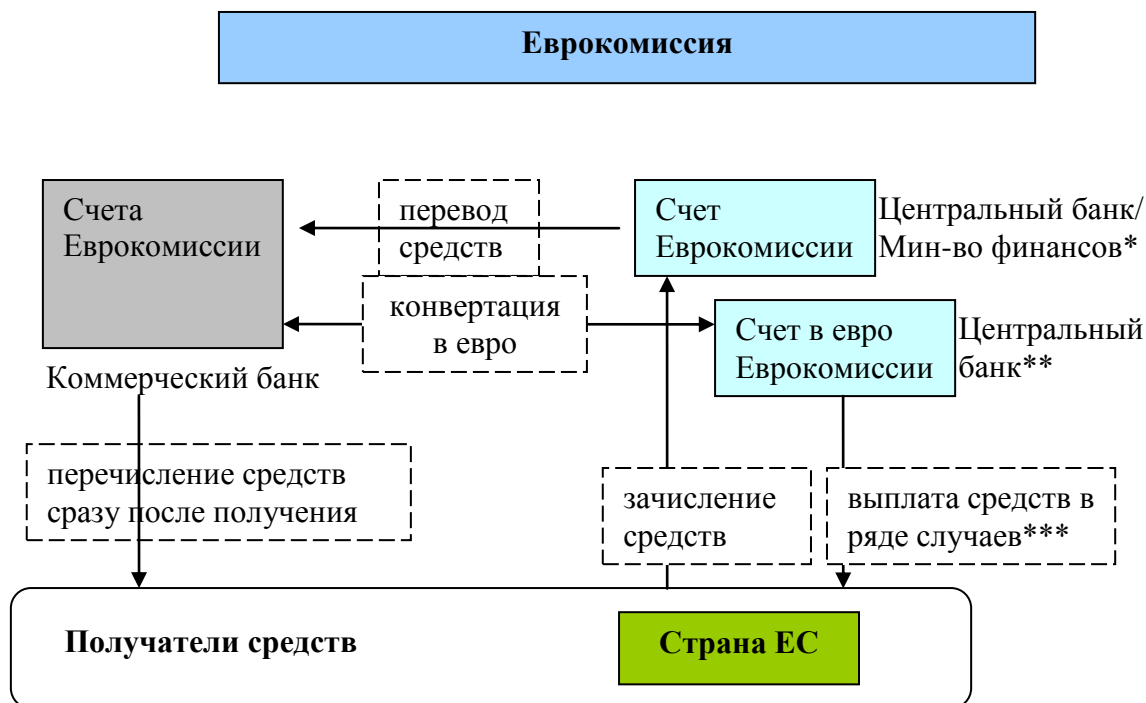 Еврокомиссия
Счета
Еврокомиссии
перевод
средств
Счет
Еврокомиссии
Центральный банк/
Мин-во финансов*
конвертация
в евро
Счет в евро
Еврокомиссии
Центральный
банк**
Коммерческий банк
перечисление средств
сразу после получения
зачисление
средств
выплата средств в
ряде случаев***
Получатели средств
Страна ЕС